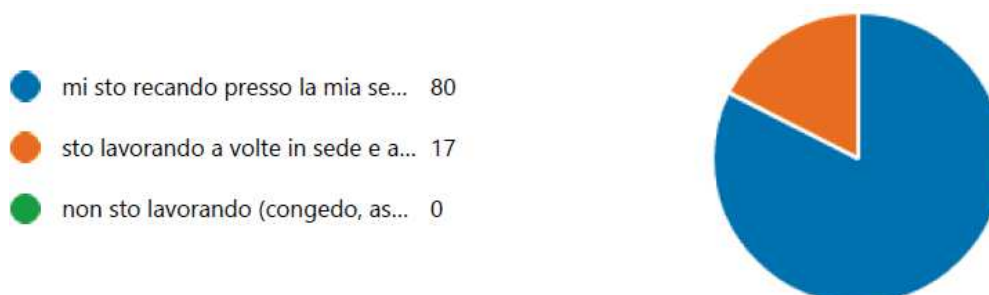 mi sto recando presso la mia se... 80
sto lavorando a volte in sede e a... 17
non sto lavorando (congedo, as... 0